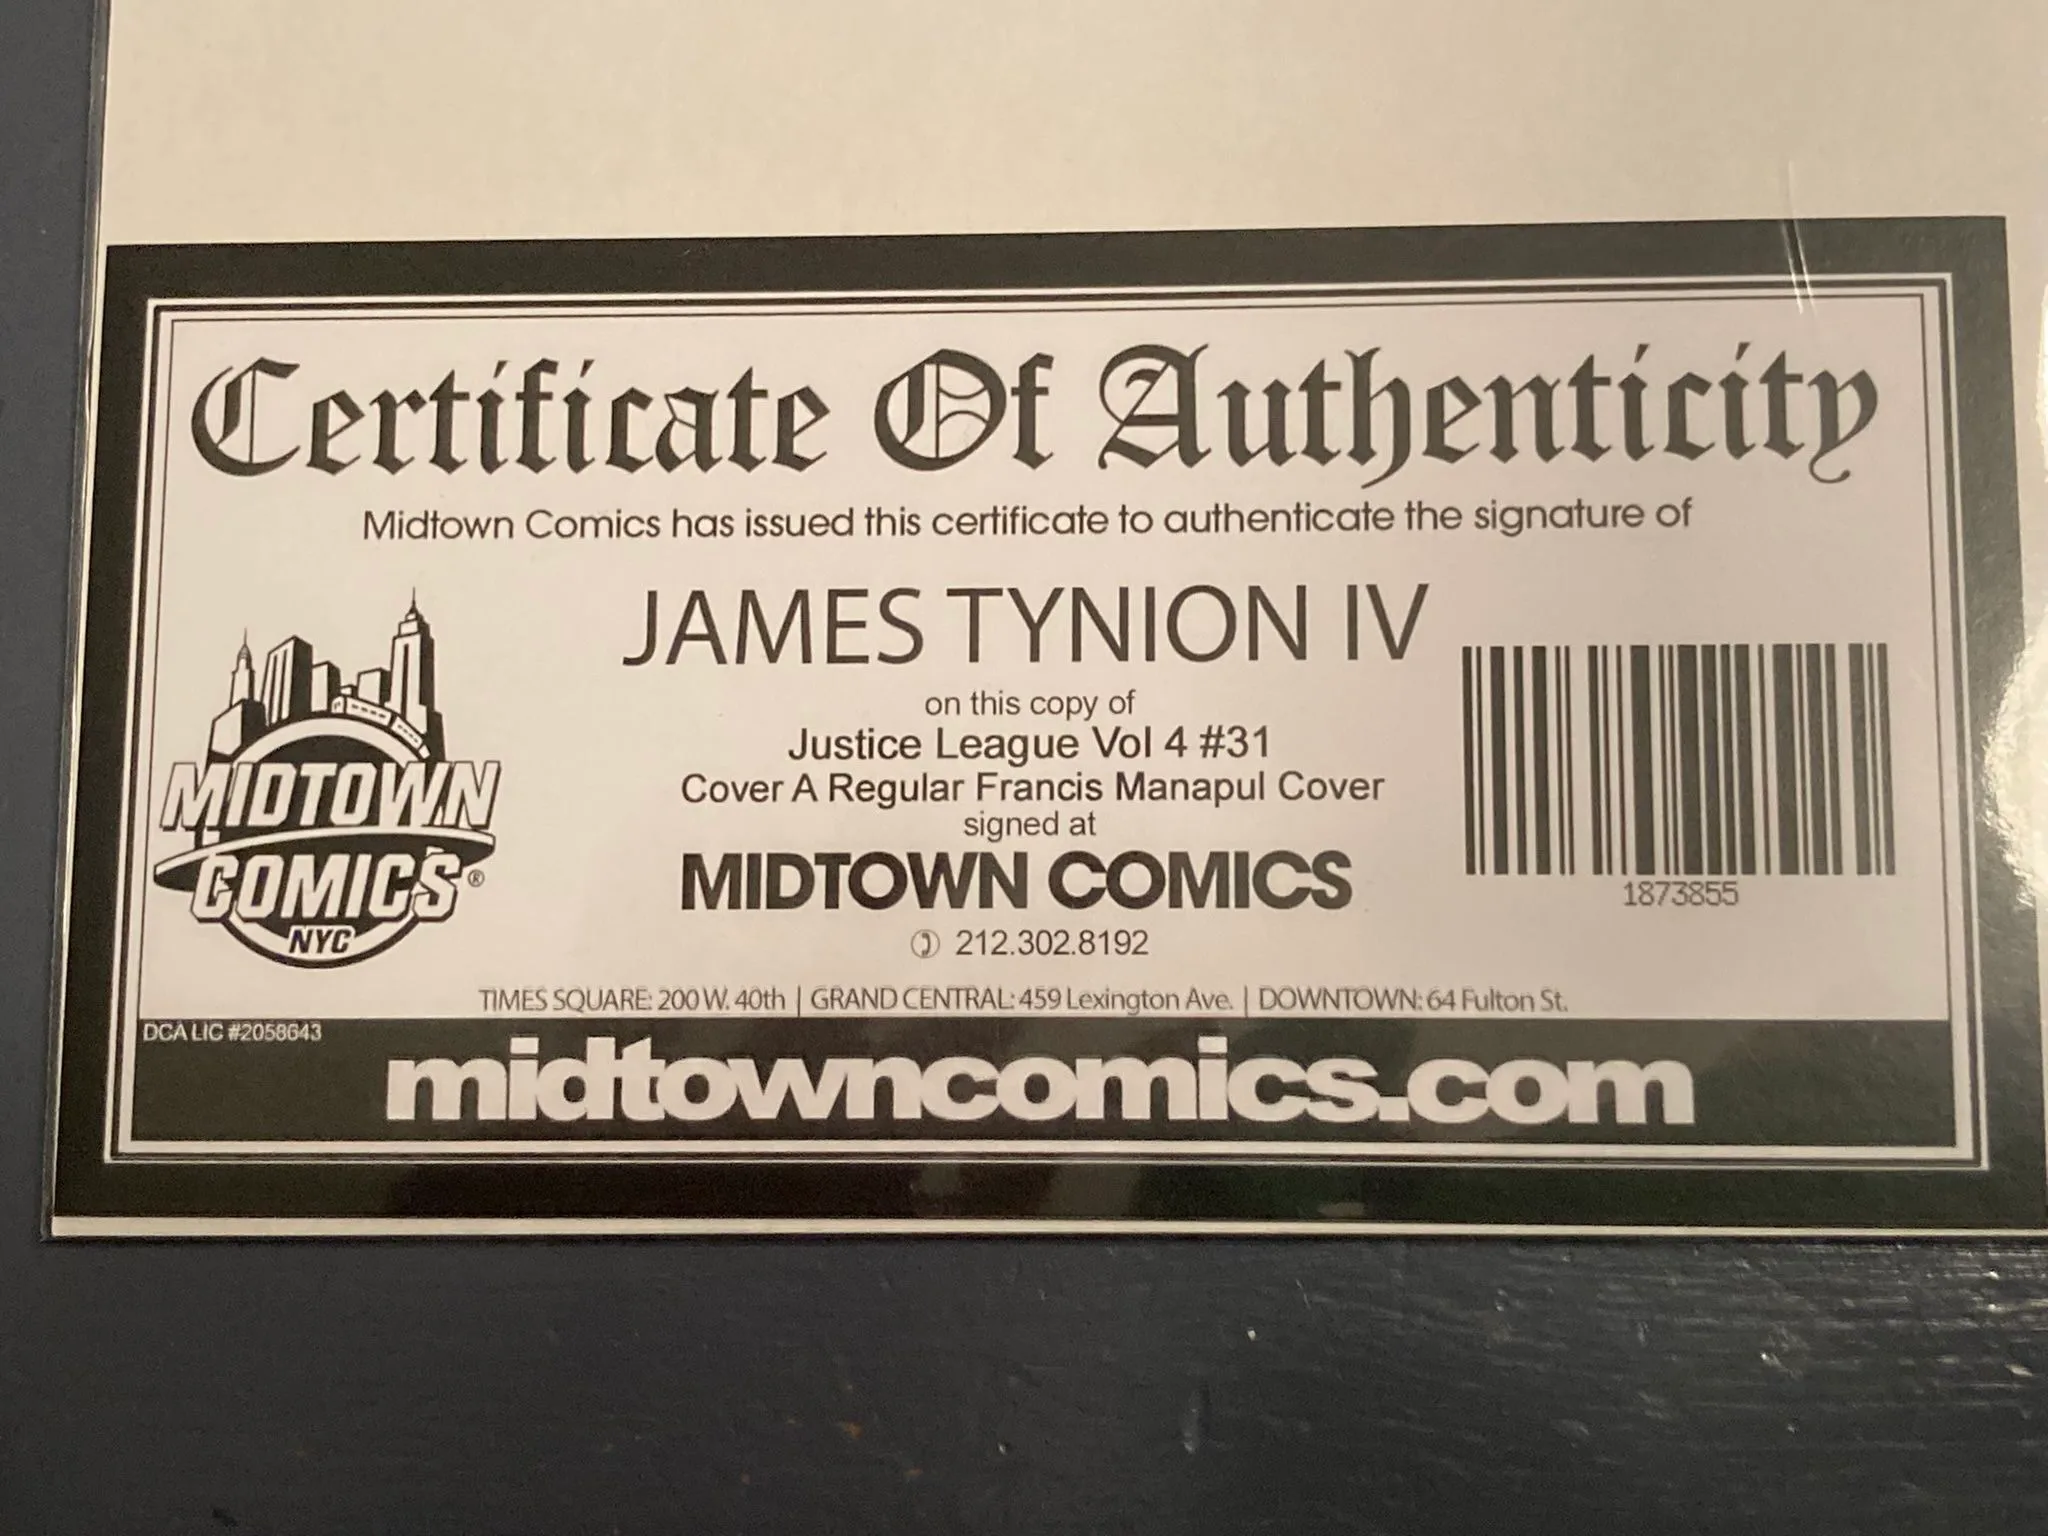 Certificate Of Authenticity
Midtown Comics has issued this certificate to authenticate the signature of
JAMES TYNION IV
on this copy of
Justice League Vol 4 #31
Cover A Regular Francis Manapul Cover
signed at
MIDTOWN COMICS
212.302.8192
MIDTOWN
COMICS®
NYC
1873855
TIMES SQUARE: 200 W. 40th | GRAND CENTRAL: 459 Lexington Ave. | DOWNTOWN: 64 Fulton St.
DCA LIC #2058643
midtowncomics.com